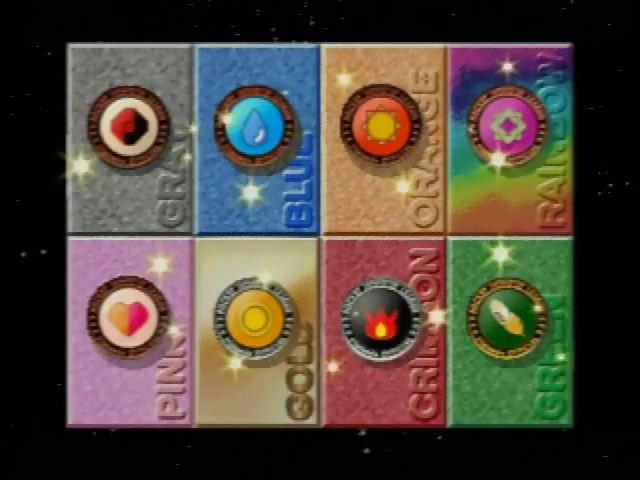 GRAY
BLUE
ORANGE
RAINBOW
PINK
GOLD
CRIMSON
GREEN